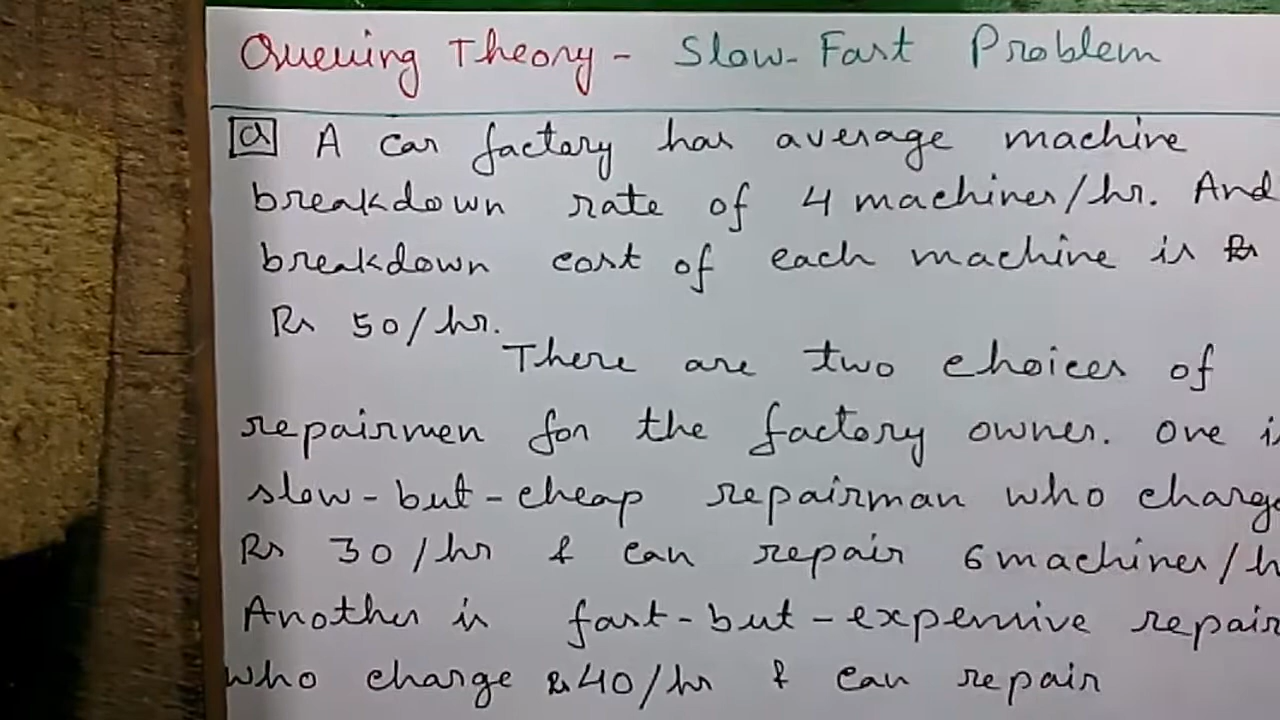 Queuing Theory - Slow-Fast Problem
Q A car factory has average machine
breakdown rate of 4 machines/hr. And
breakdown cost of each machine is Rs
Rs 50/hr.
There are two choices of
repairmen for the factory owner. One is
slow-but-cheap repairman who charge
Rs 30/hr & can repair 6 machines/h
Another is fast-but-expensive repair
who charge Rs 40/hr & can repair